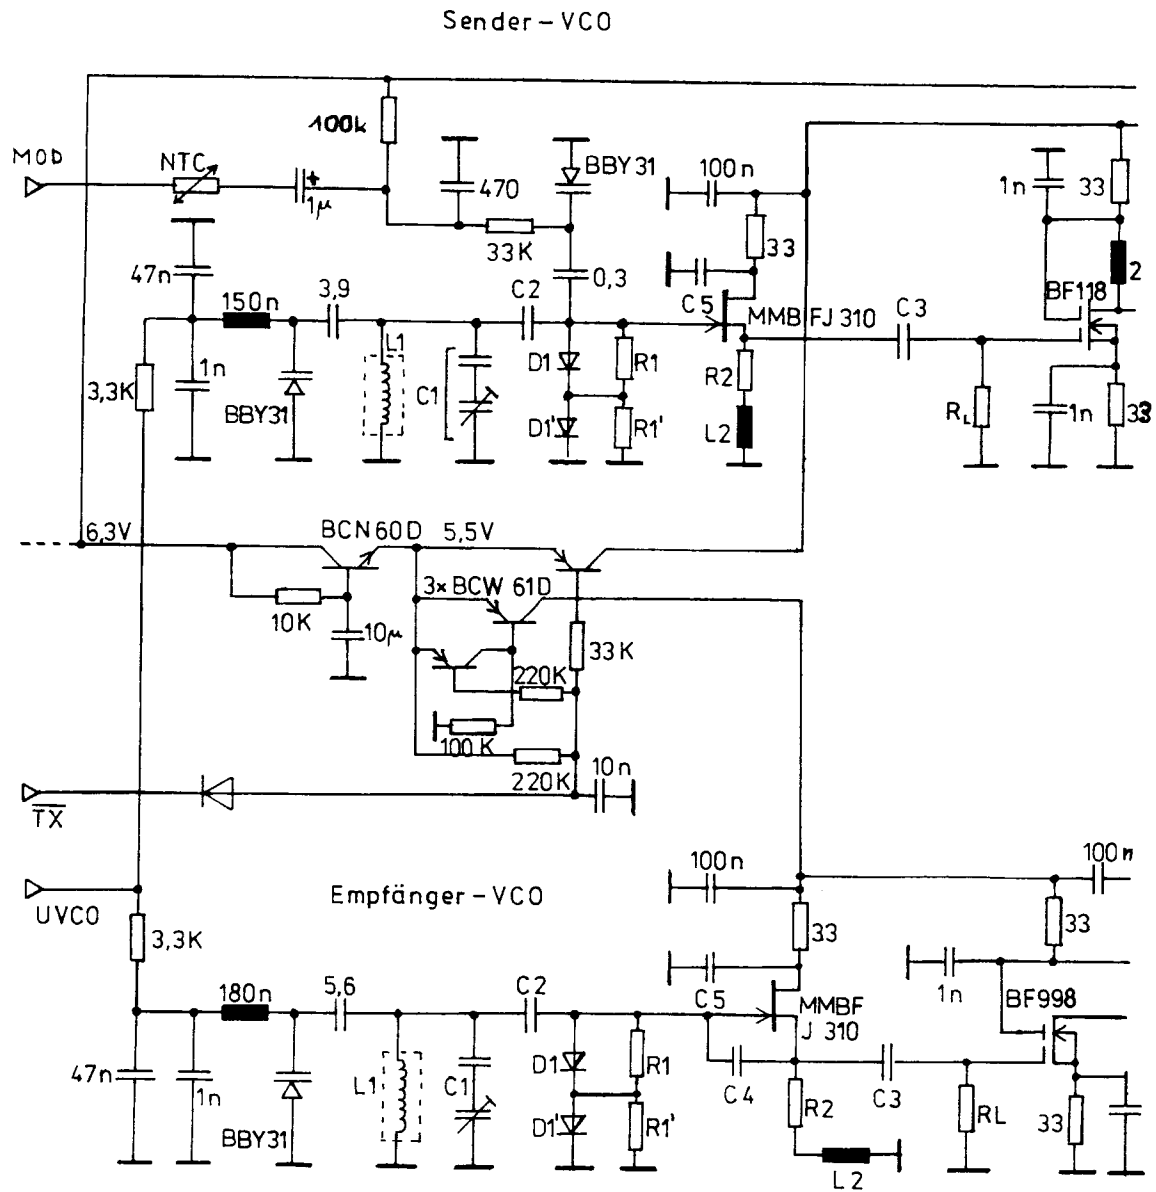 Sender – VCO
100k
MOD
NTC
1µ
470
BBY31
100n
1n
33
33K
33
47n
2
150n
3,9
C2
0,3
C5
MMBFJ310
C3
BF118
L1
3,3K
1n
BBY31
C1
D1
R1
R2
RL
1n
33
D1'
R1'
L2
6,3V
BCN60D
5,5V
3×BCW 61D
10K
10µ
33K
220K
100K
220K
10n
TX
UVCO
Empfänger – VCO
100n
100n
3,3K
33
33
180n
5,6
C2
C5
MMBF
J 310
1n
BF998
47n
1n
BBY31
L1
C1
D1
R1
C4
R2
C3
RL
33
D1'
R1'
L2